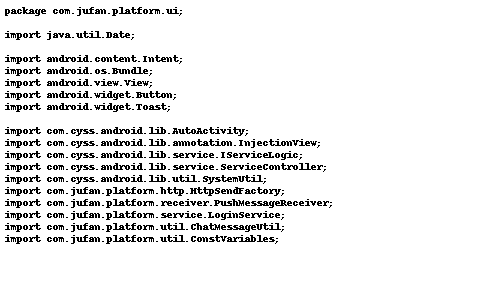 package com.jufan.platform.ui;
import java.util.Date;
import android.content.Intent;
import android.os.Bundle;
import android.view.View;
import android.widget.Button;
import android.widget.Toast;
import com.cyss.android.lib.AutoActivity;
import com.cyss.android.lib.annotation.InjectionView;
import com.cyss.android.lib.service.IServiceLogic;
import com.cyss.android.lib.service.ServiceController;
import com.cyss.android.lib.util.SystemUtil;
import com.jufan.platform.http.HttpSendFactory;
import com.jufan.platform.receiver.PushMessageReceiver;
import com.jufan.platform.service.LoginService;
import com.jufan.platform.util.ChatMessageUtil;
import com.jufan.platform.util.ConstVariables;